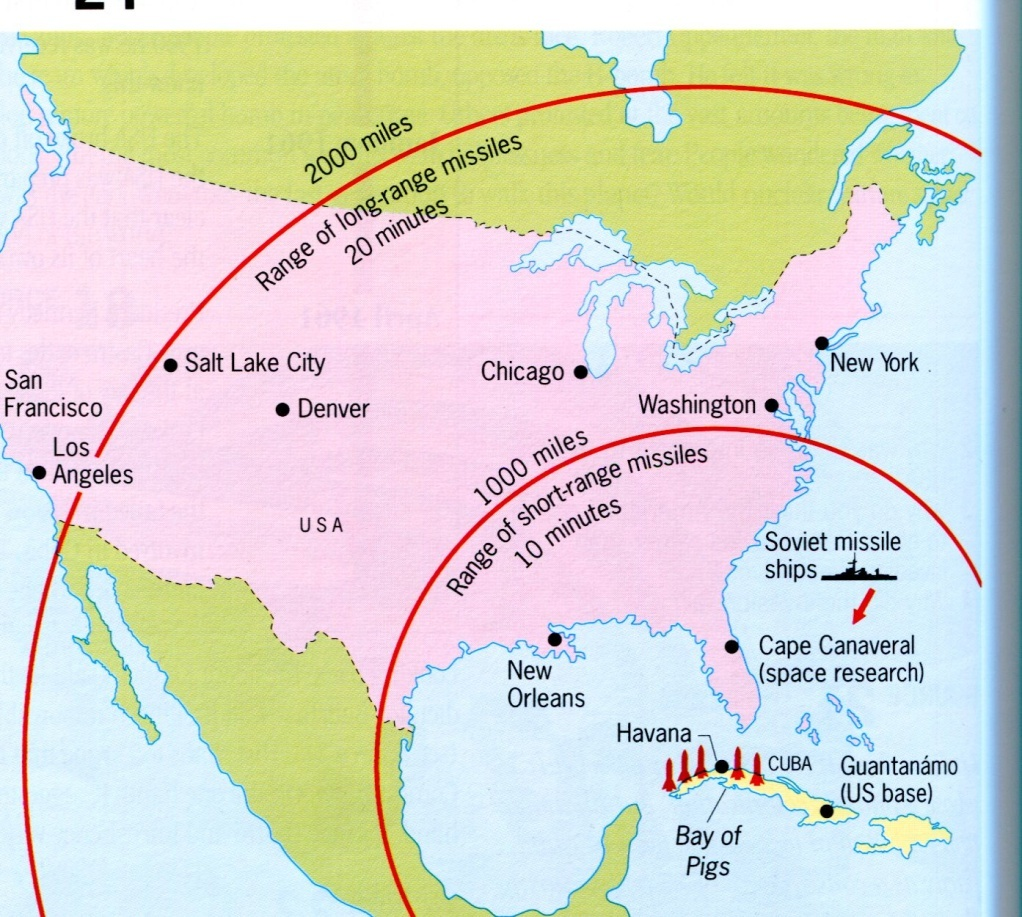 2000 miles
Range of long-range missiles
20 minutes
Salt Lake City
Denver
Chicago
New York
Washington
San
Francisco
Los
Angeles
1000 miles
Range of short-range missiles
10 minutes
USA
Soviet missile
ships
Cape Canaveral
(space research)
New
Orleans
Havana
CUBA
Guantanámo
(US base)
Bay of
Pigs